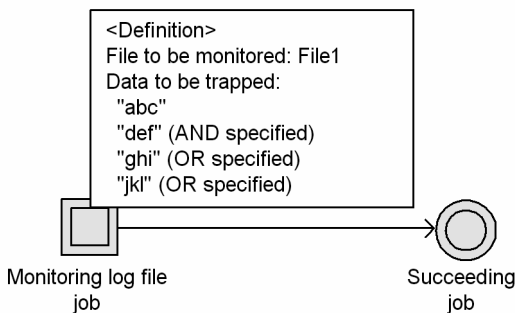 <Definition>
File to be monitored: File1
Data to be trapped:
"abc"
"def" (AND specified)
"ghi" (OR specified)
"jkl" (OR specified)
Monitoring log file
job
Succeeding
job